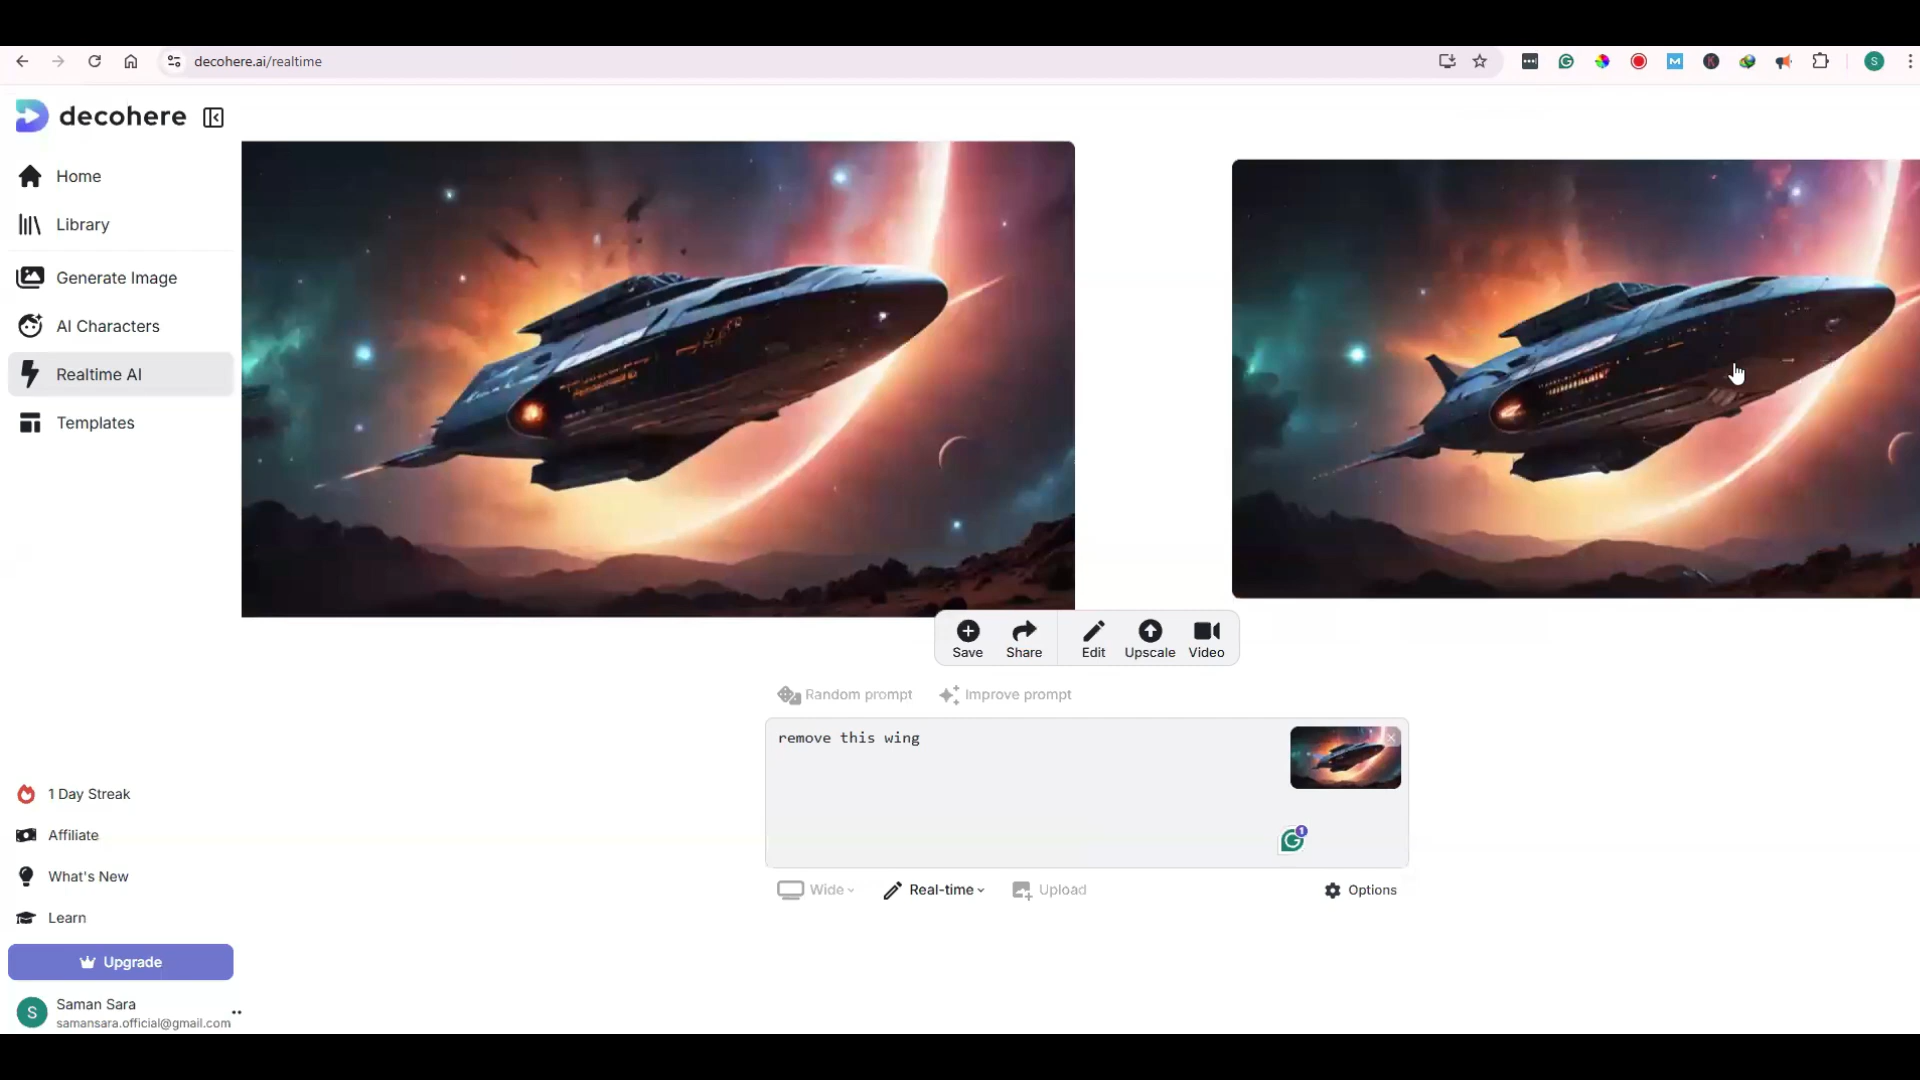 decohere.ai/realtime
decohere
Home
Library
Generate Image
AI Characters
Realtime AI
Templates
Save
Share
Edit
Upscale
Video
Random prompt
Improve prompt
remove this wing
Wide
Real-time
Upload
Options
1 Day Streak
Affiliate
What's New
Learn
Upgrade
S
Saman Sara
samansara.official@gmail.com